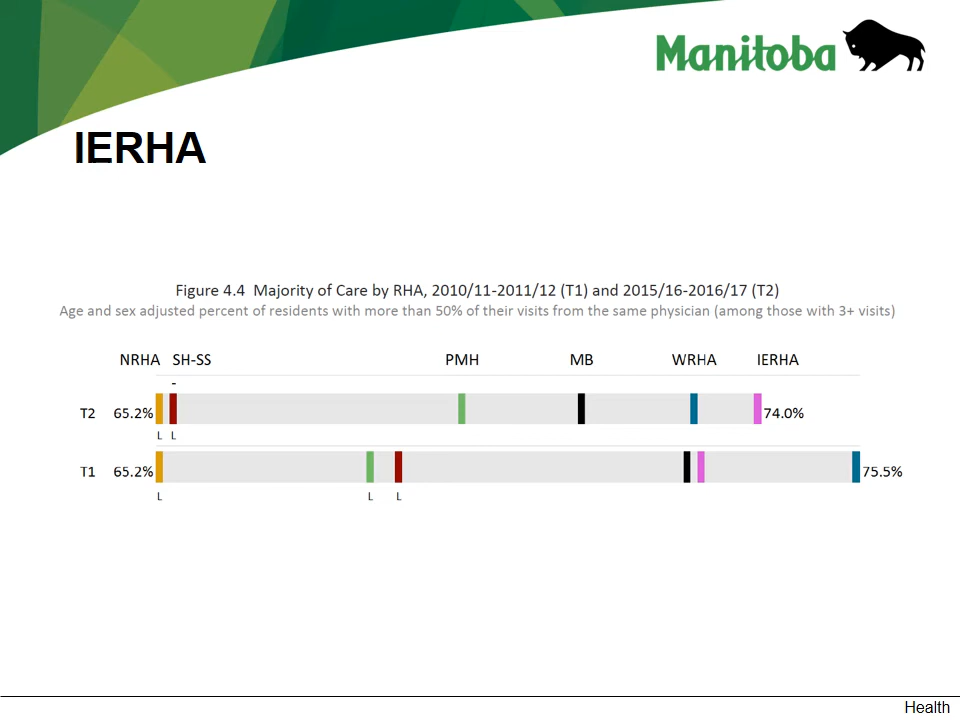 Manitoba
IERHA
Figure 4.4 Majority of Care by RHA, 2010/11-2011/12 (T1) and 2015/16-2016/17 (T2)
Age and sex adjusted percent of residents with more than 50% of their visits from the same physician (among those with 3+ visits)
NRHA SH-SS PMH MB WRHA IERHA
-
T2 65.2% 74.0%
L L
T1 65.2% 75.5%
L L L
Health